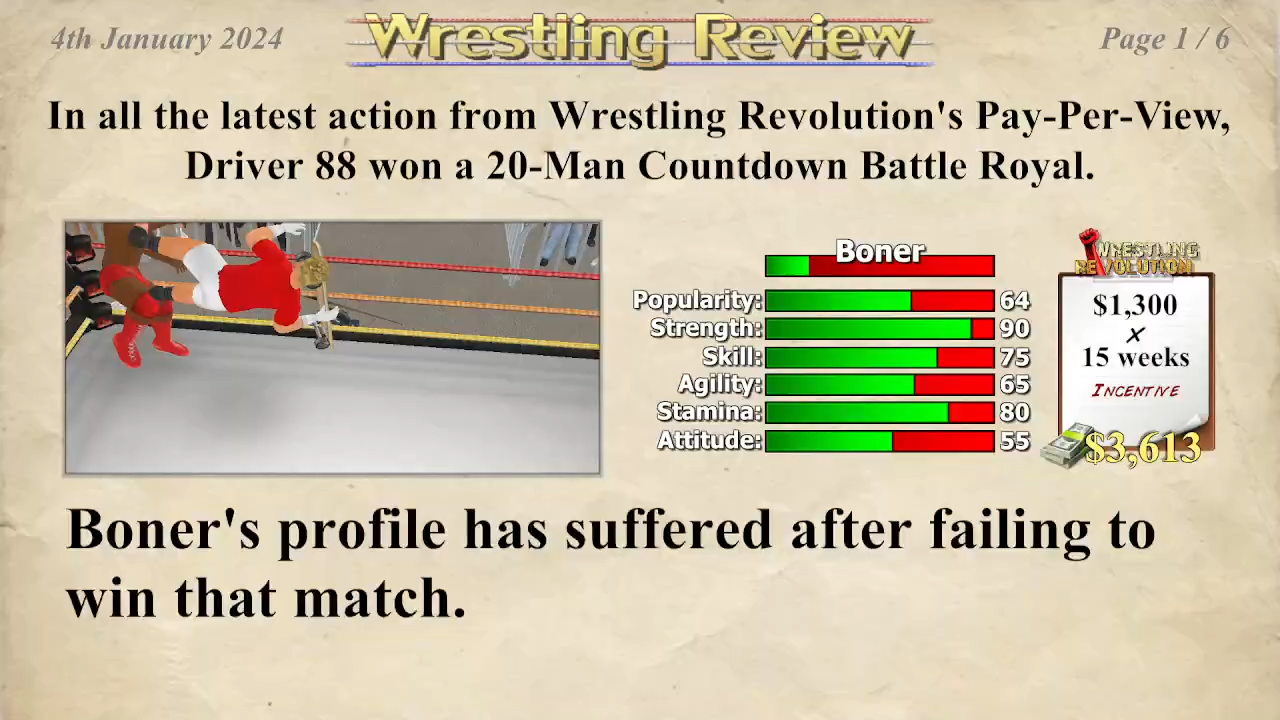 4th January 2024
Wrestling Review
Page 1 / 6
In all the latest action from Wrestling Revolution's Pay-Per-View,
Driver 88 won a 20-Man Countdown Battle Royal.
Boner
Popularity: 64
Strength: 90
Skill: 75
Agility: 65
Stamina: 80
Attitude: 55
WRESTLING
REVOLUTION
$1,300
x
15 weeks
INCENTIVE
$3,613
Boner's profile has suffered after failing to
win that match.